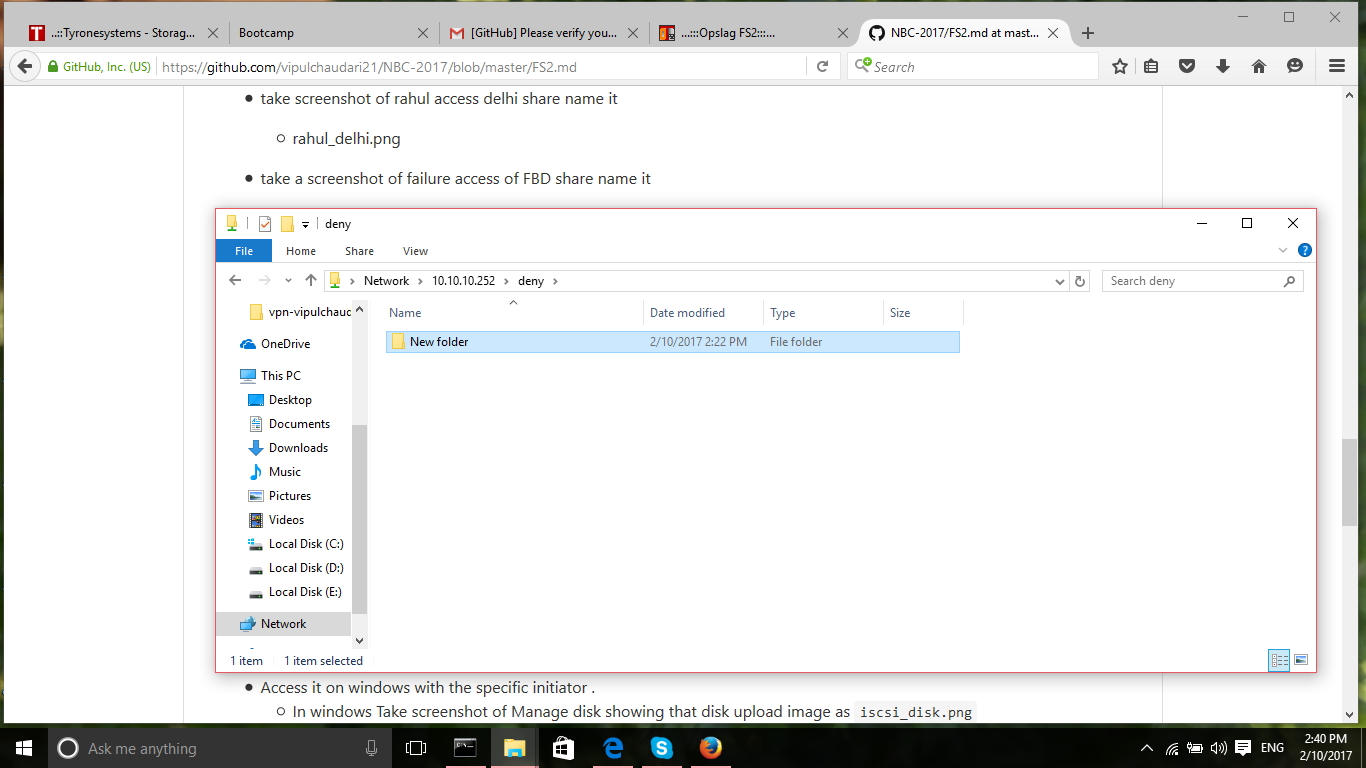 ..::Tyronesystems - Storag...
Bootcamp
[GitHub] Please verify you...
...:::Opslag FS2:::...
NBC-2017/FS2.md at mast...
GitHub, Inc. (US)
https://github.com/vipulchaudari21/NBC-2017/blob/master/FS2.md
Search
take screenshot of rahul access delhi share name it
rahul_delhi.png
take a screenshot of failure access of FBD share name it
deny
File
Home
Share
View
Network
10.10.10.252
deny
Search deny
vpn-vipulchaud
OneDrive
This PC
Desktop
Documents
Downloads
Music
Pictures
Videos
Local Disk (C:)
Local Disk (D:)
Local Disk (E:)
Network
Name Date modified Type Size
New folder 2/10/2017 2:22 PM File folder
1 item 1 item selected
Access it on windows with the specific initiator .
In windows Take screenshot of Manage disk showing that disk upload image as iscsi_disk.png
Ask me anything
ENG
2:40 PM
2/10/2017